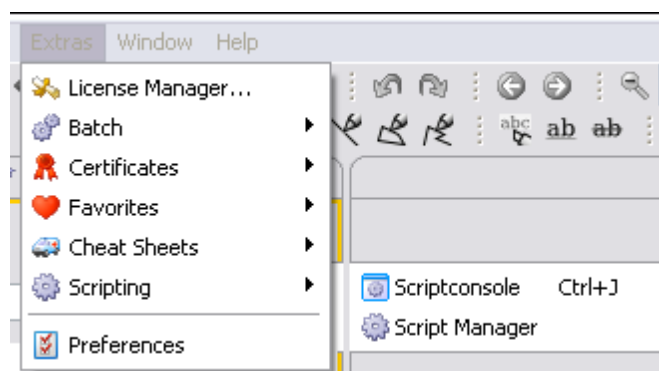 Extras Window Help
License Manager...
Batch
abc ab ab
Certificates
Favorites
Cheat Sheets
Scripting
Scriptconsole Ctrl+J
Script Manager
Preferences